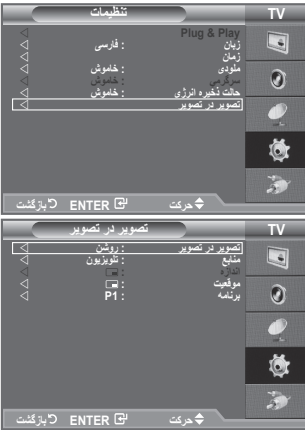 TV
تنظیمات
Plug & Play
زبان : فارسی
زمان
ملودی : خاموش
سرگرمی : خاموش
حالت ذخیره انرژی : خاموش
تصویر در تصویر
حرکت ENTER بازگشت
TV
تصویر در تصویر
تصویر در تصویر : روشن
منابع : تلویزیون
اندازه :
موقعیت :
برنامه : P1
حرکت ENTER بازگشت